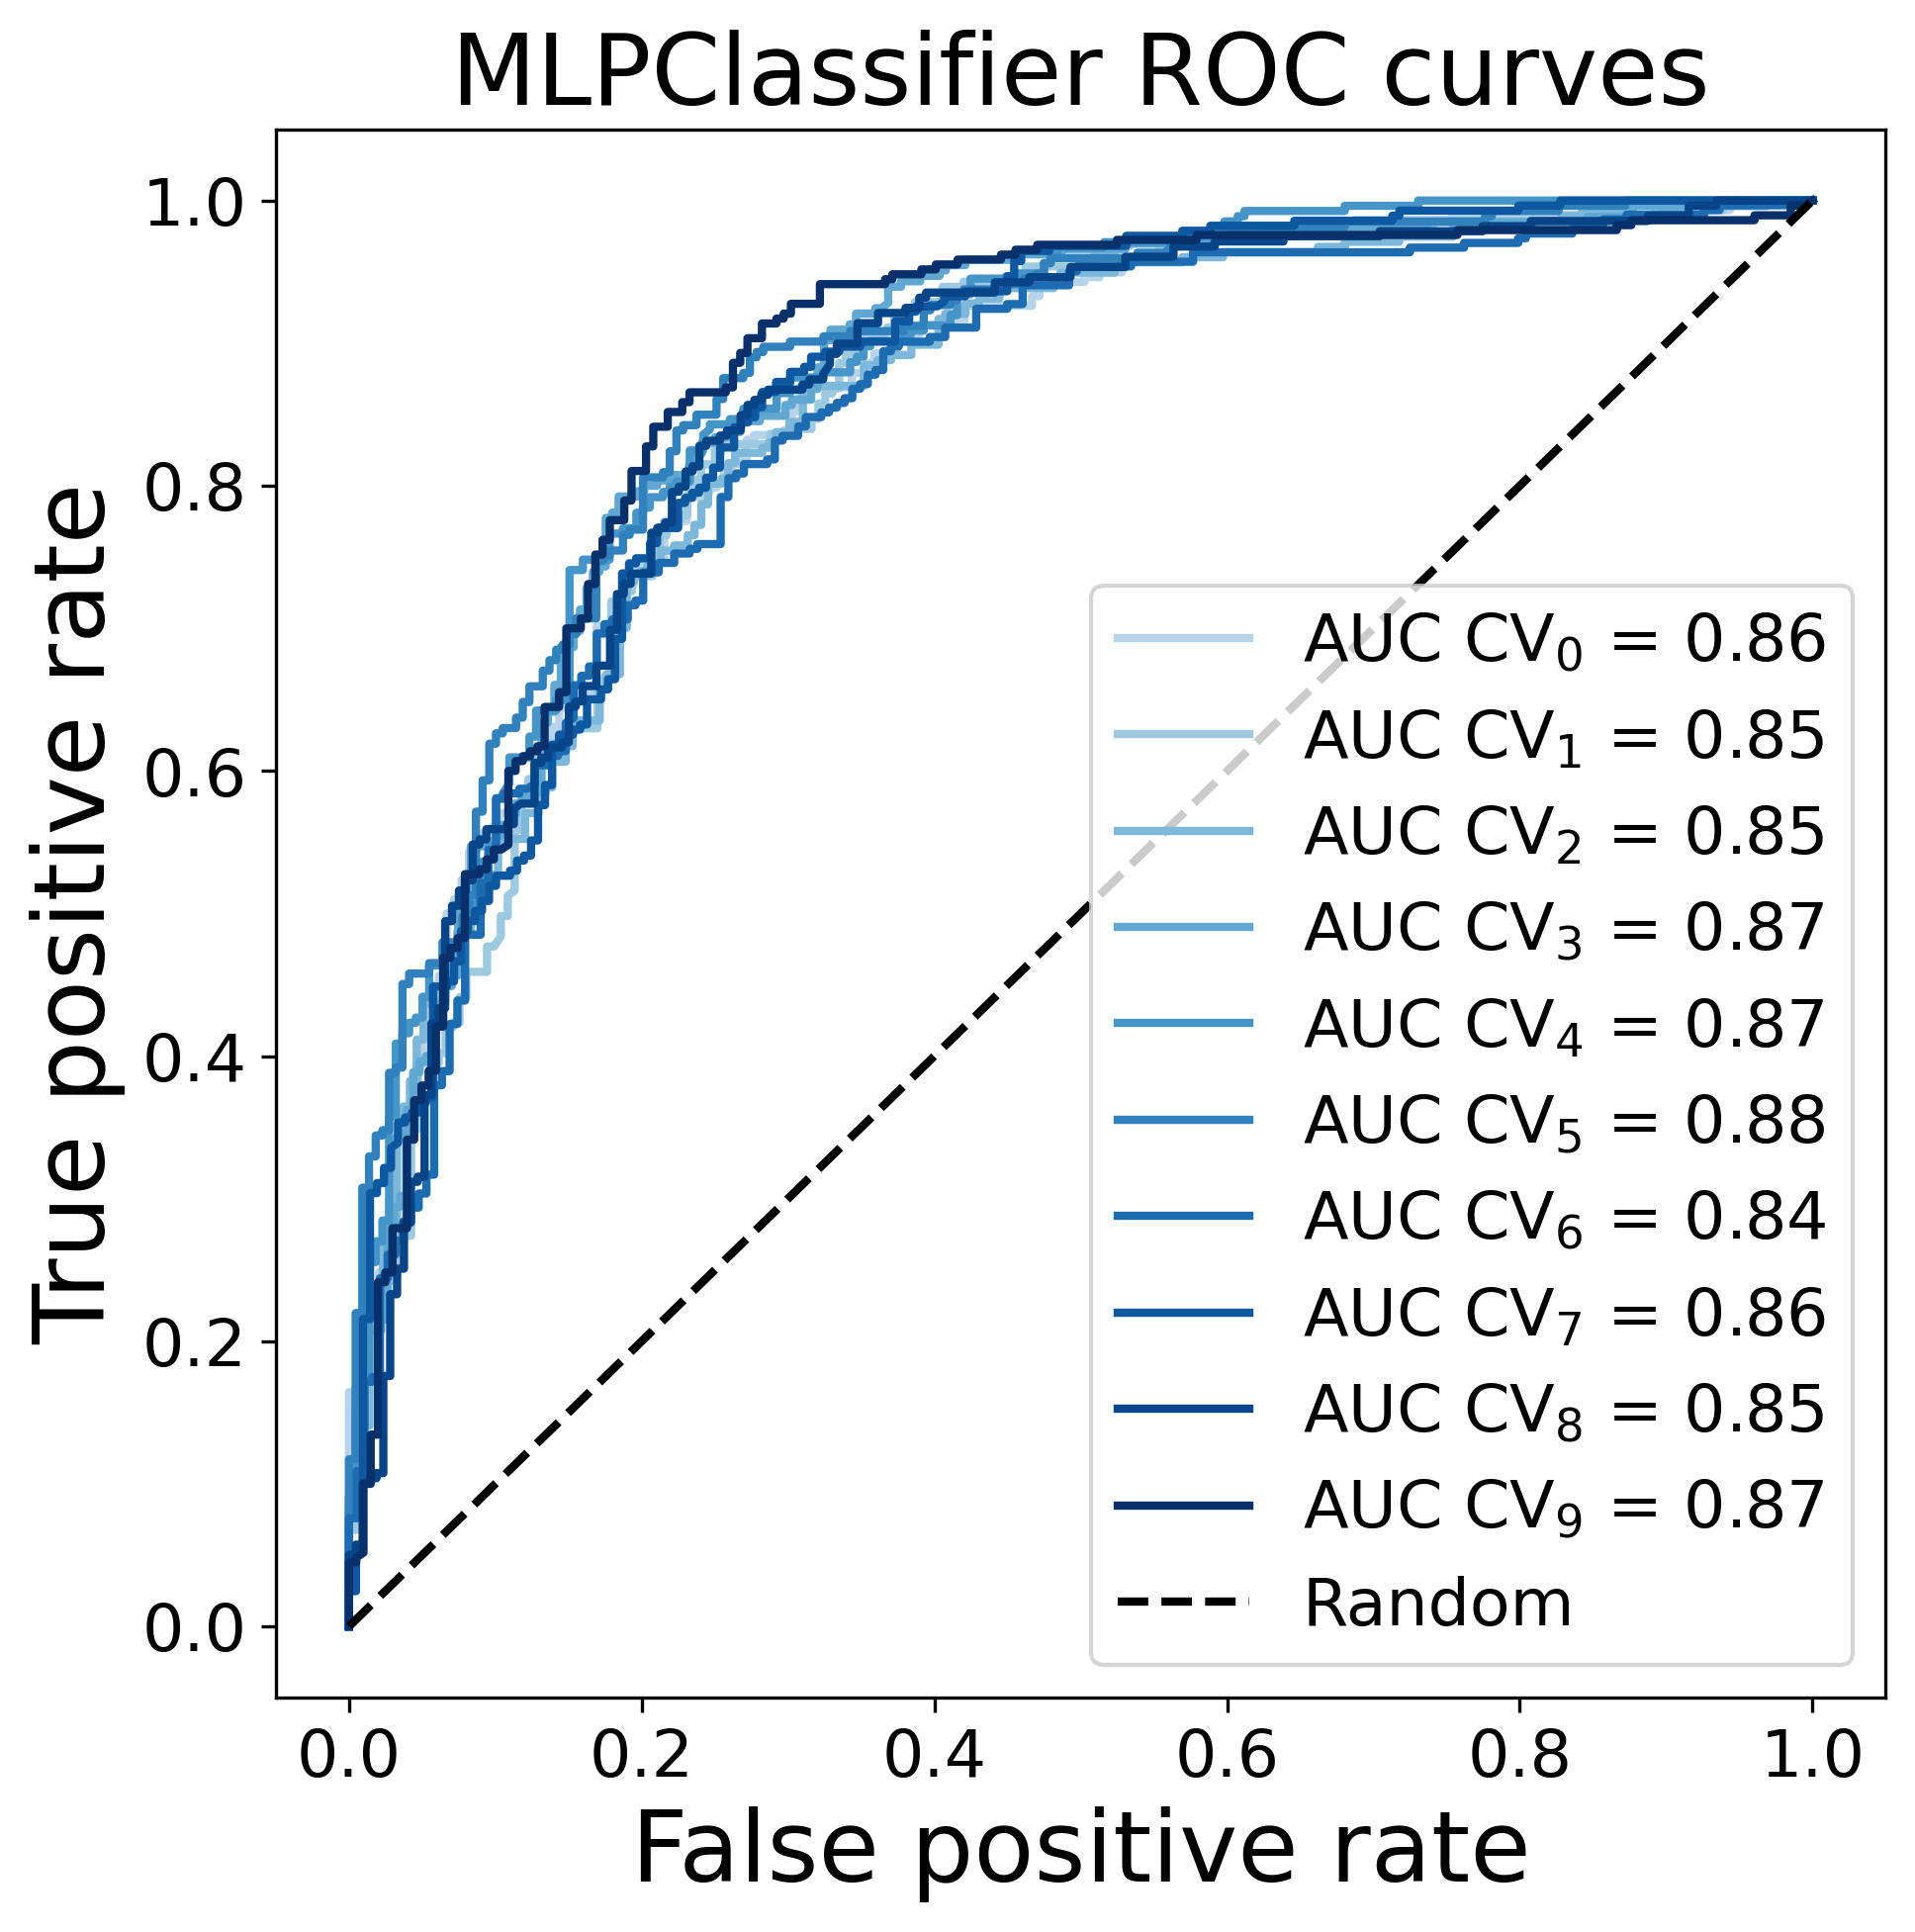 MLPClassifier ROC curves
True positive rate
1.0
0.8
0.6
0.4
0.2
0.0
AUC CV₀ = 0.86
AUC CV₁ = 0.85
AUC CV₂ = 0.85
AUC CV₃ = 0.87
AUC CV₄ = 0.87
AUC CV₅ = 0.88
AUC CV₆ = 0.84
AUC CV₇ = 0.86
AUC CV₈ = 0.85
AUC CV₉ = 0.87
Random
0.0 0.2 0.4 0.6 0.8 1.0
False positive rate